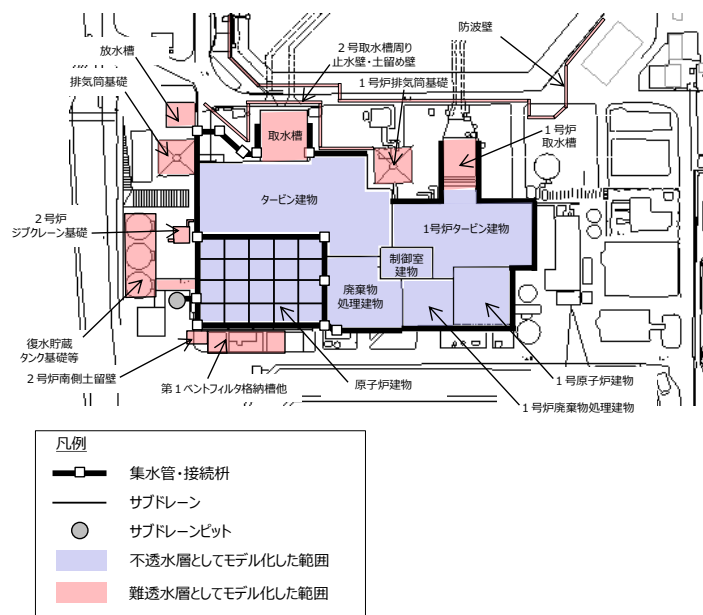 放水槽
２号取水槽周り
止水壁・土留め壁
防波壁
排気筒基礎
１号炉排気筒基礎
取水槽
１号炉
取水槽
タービン建物
２号炉
ジブクレーン基礎
１号炉タービン建物
制御室
建物
廃棄物
処理建物
復水貯蔵
タンク基礎等
２号炉南側土留壁
第１ベントフィルタ格納槽他
原子炉建物
１号原子炉建物
１号炉廃棄物処理建物
凡例
集水管・接続枡
サブドレーン
サブドレーンピット
不透水層としてモデル化した範囲
難透水層としてモデル化した範囲